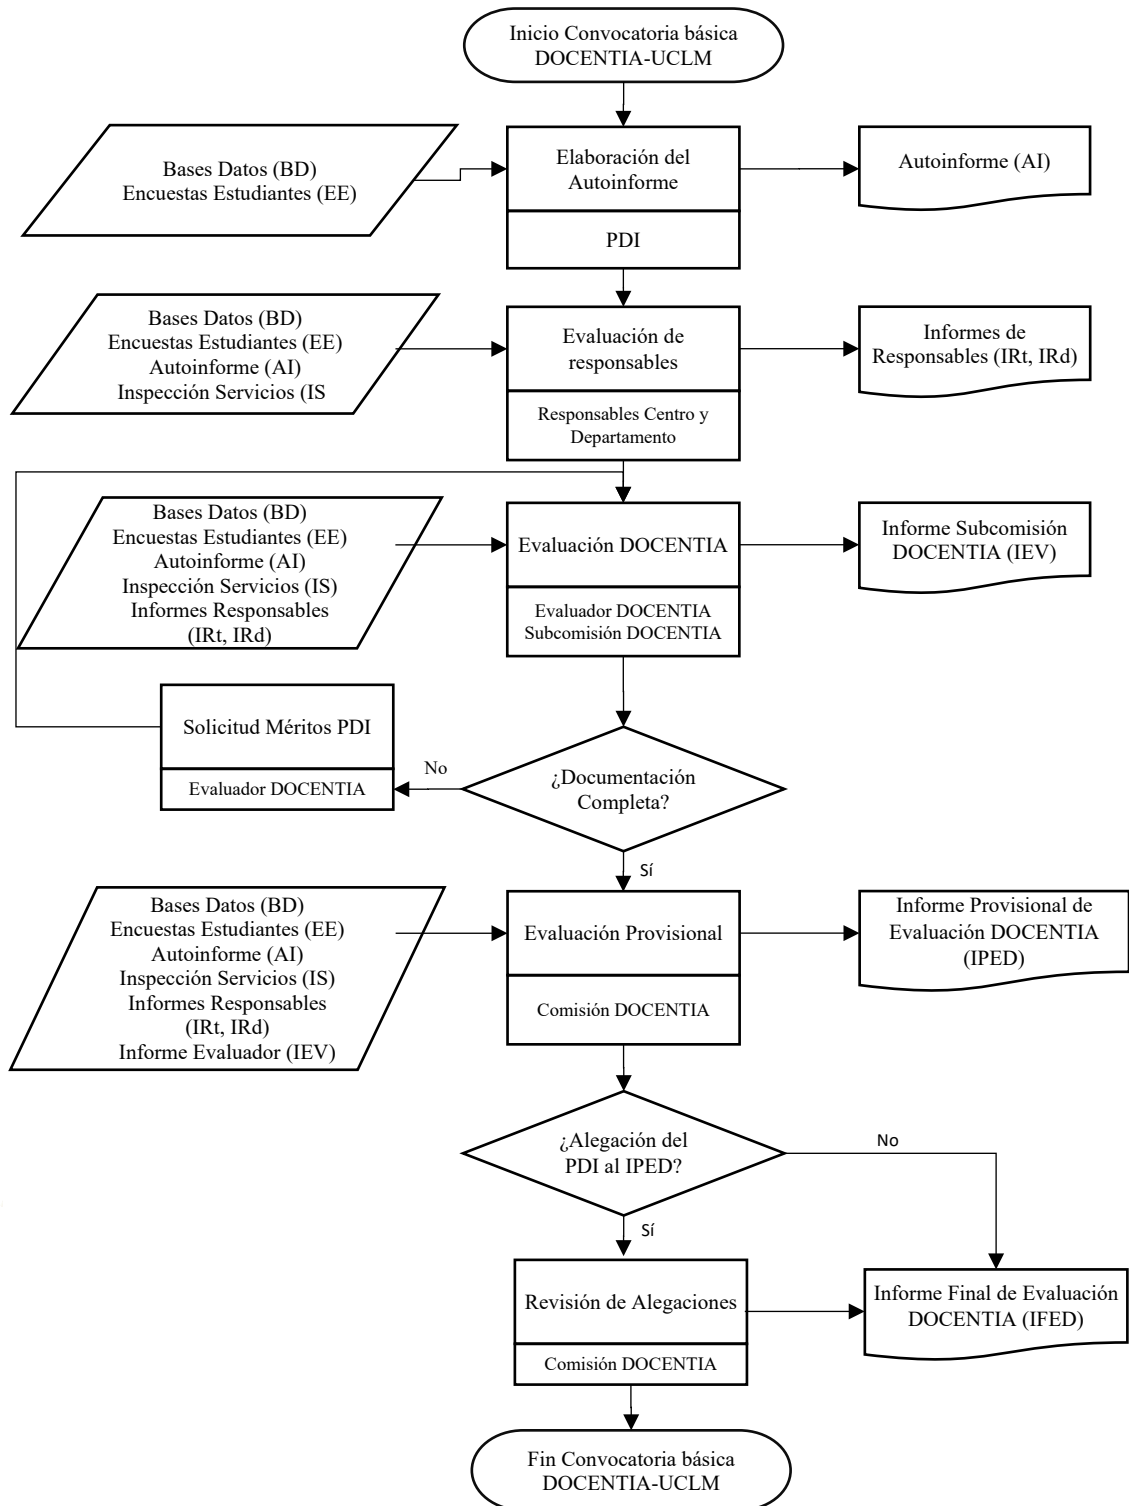 Inicio Convocatoria básica
DOCENTIA-UCLM
Bases Datos (BD)
Encuestas Estudiantes (EE)
Elaboración del
Autoinforme
PDI
Autoinforme (AI)
Bases Datos (BD)
Encuestas Estudiantes (EE)
Autoinforme (AI)
Inspección Servicios (IS
Evaluación de
responsables
Responsables Centro y
Departamento
Informes de
Responsables (IRt, IRd)
Bases Datos (BD)
Encuestas Estudiantes (EE)
Autoinforme (AI)
Inspección Servicios (IS)
Informes Responsables
(IRt, IRd)
Evaluación DOCENTIA
Evaluador DOCENTIA
Subcomisión DOCENTIA
Informe Subcomisión
DOCENTIA (IEV)
Solicitud Méritos PDI
Evaluador DOCENTIA
No
¿Documentación
Completa?
Sí
Bases Datos (BD)
Encuestas Estudiantes (EE)
Autoinforme (AI)
Inspección Servicios (IS)
Informes Responsables
(IRt, IRd)
Informe Evaluador (IEV)
Evaluación Provisional
Comisión DOCENTIA
Informe Provisional de
Evaluación DOCENTIA
(IPED)
¿Alegación del
PDI al IPED?
No
Sí
Revisión de Alegaciones
Comisión DOCENTIA
Informe Final de Evaluación
DOCENTIA (IFED)
Fin Convocatoria básica
DOCENTIA-UCLM